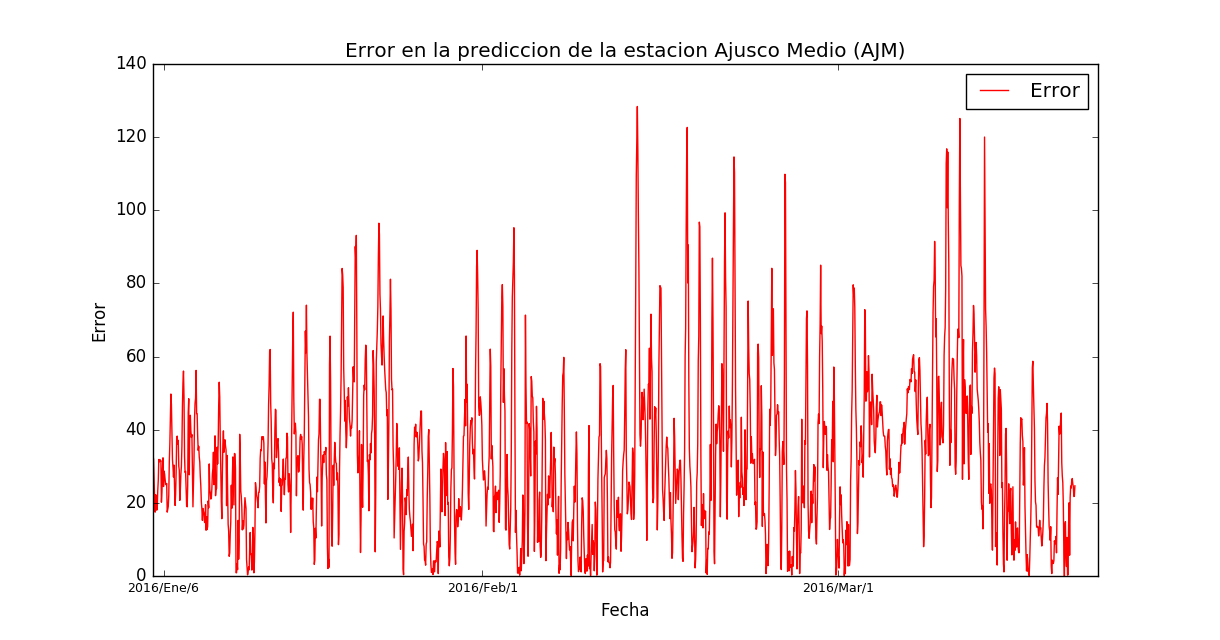 Error en la prediccion de la estacion Ajusco Medio (AJM)
Error
140
120
100
80
60
40
20
0
Error
2016/Ene/6
2016/Feb/1
2016/Mar/1
Fecha